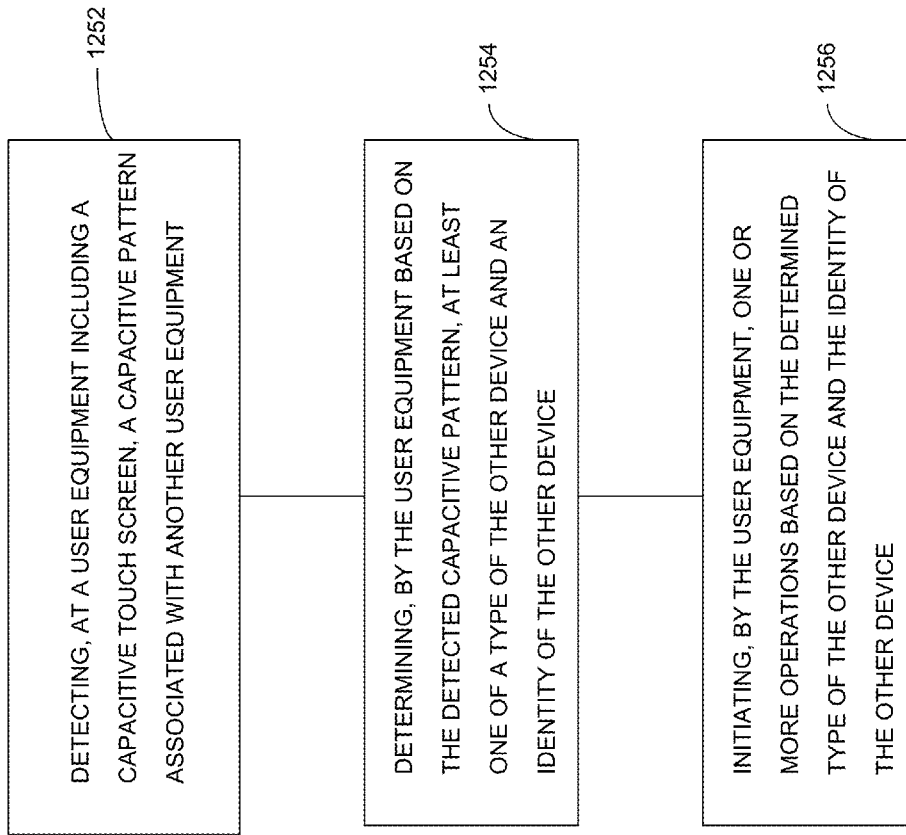 DETECTING, AT A USER EQUIPMENT INCLUDING A
CAPACITIVE TOUCH SCREEN, A CAPACITIVE PATTERN
ASSOCIATED WITH ANOTHER USER EQUIPMENT
1252
DETERMINING, BY THE USER EQUIPMENT BASED ON
THE DETECTED CAPACITIVE PATTERN, AT LEAST
ONE OF A TYPE OF THE OTHER DEVICE AND AN
IDENTITY OF THE OTHER DEVICE
1254
INITIATING, BY THE USER EQUIPMENT, ONE OR
MORE OPERATIONS BASED ON THE DETERMINED
TYPE OF THE OTHER DEVICE AND THE IDENTITY OF
THE OTHER DEVICE
1256